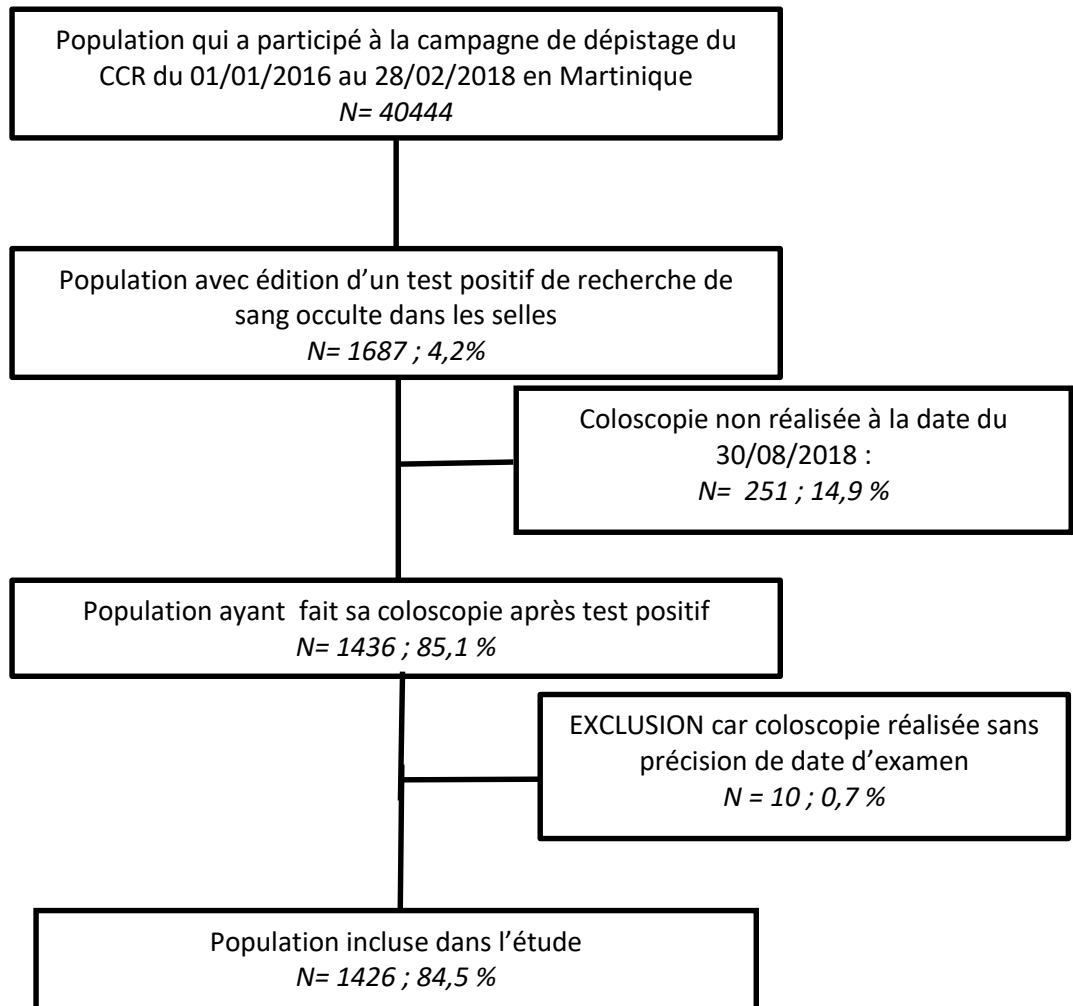 Population qui a participé à la campagne de dépistage du
CCR du 01/01/2016 au 28/02/2018 en Martinique
N= 40444
Population avec édition d’un test positif de recherche de
sang occulte dans les selles
N= 1687 ; 4,2%
Coloscopie non réalisée à la date du
30/08/2018 :
N=  251 ; 14,9 %
Population ayant  fait sa coloscopie après test positif
N= 1436 ; 85,1 %
EXCLUSION car coloscopie réalisée sans
précision de date d’examen
N = 10 ; 0,7 %
Population incluse dans l’étude
N= 1426 ; 84,5 %